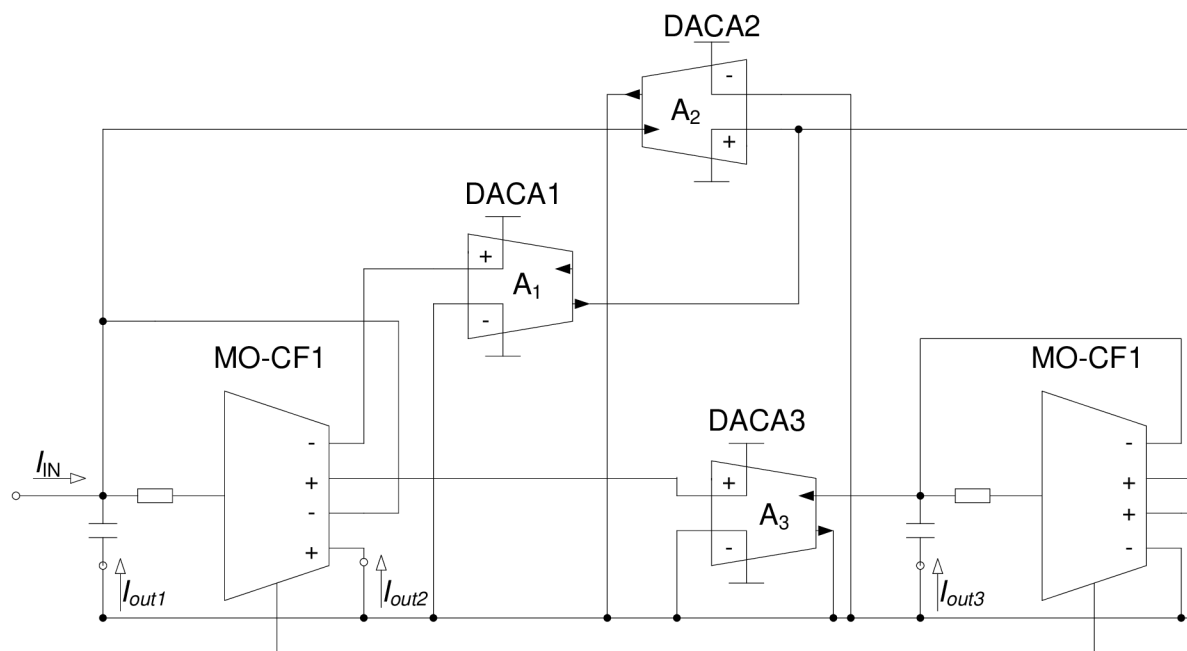 DACA2
-
A2
+
DACA1
+
A1
-
MO-CF1
MO-CF1
DACA3
-
-
IIN
+
+
+
A3
-
+
-
+
+
-
Iout1
Iout2
Iout3